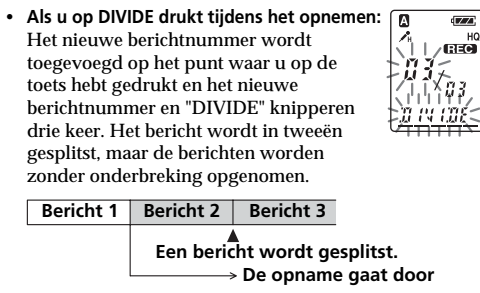 • Als u op DIVIDE drukt tijdens het opnemen:
Het nieuwe berichtnummer wordt
toegevoegd op het punt waar u op de
toets hebt gedrukt en het nieuwe
berichtnummer en "DIVIDE" knipperen
drie keer. Het bericht wordt in tweeën
gesplitst, maar de berichten worden
zonder onderbreking opgenomen.
A
H HQ
REC
03/03
Bericht 1 Bericht 2 Bericht 3
Een bericht wordt gesplitst.
De opname gaat door